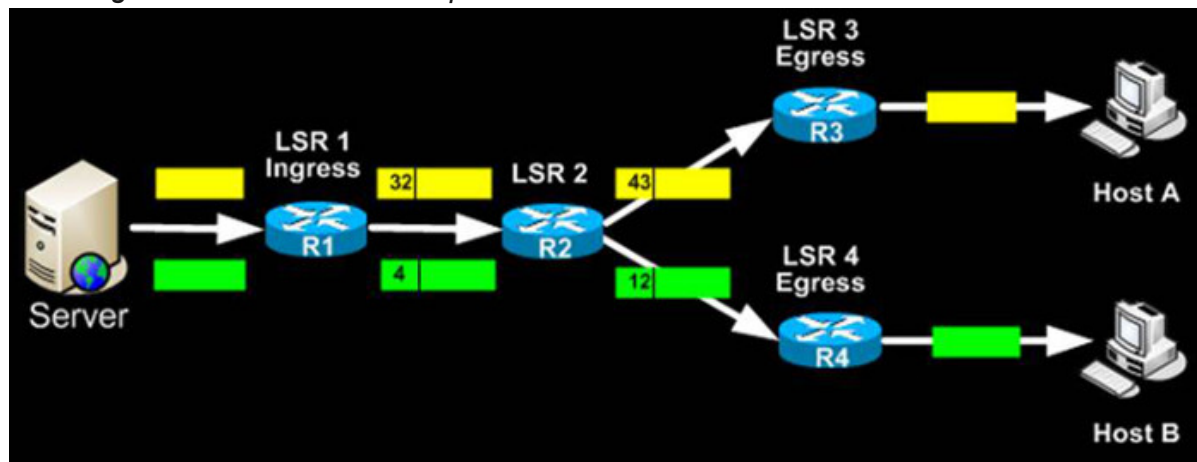 LSR 3
Egress
R3
LSR 1
Ingress
32
LSR 2
43
Host A
R1
R2
4
12
LSR 4
Egress
Server
R4
Host B